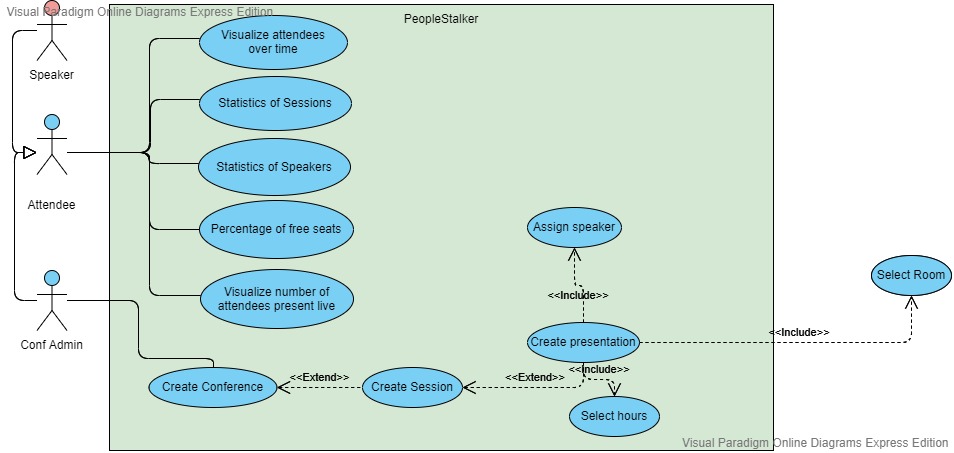 Visual Paradigm Online Diagrams Express Edition
PeopleStalker
Speaker
Visualize attendees
over time
Statistics of Sessions
Statistics of Speakers
Attendee
Percentage of free seats
Assign speaker
Select Room
Visualize number of
attendees present live
<<Include>>
Conf Admin
Create presentation
<<Include>>
<<Include>>
Create Conference
<<Extend>>
Create Session
<<Extend>>
Select hours
Visual Paradigm Online Diagrams Express Edition